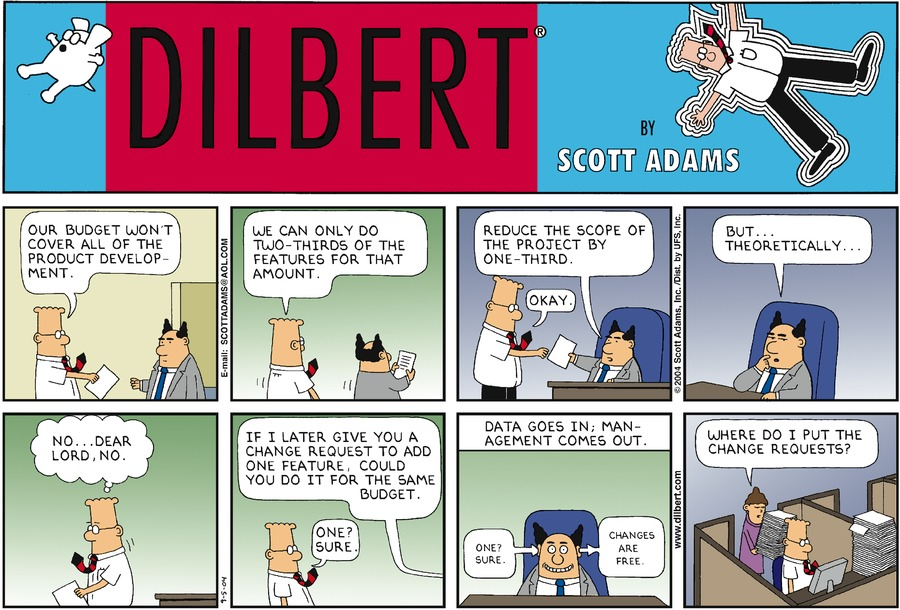 DILBERT®
BY
SCOTT ADAMS
OUR BUDGET WON'T
COVER ALL OF THE
PRODUCT DEVELOP-
MENT.
E-mail: SCOTTADAMS@AOL.COM
WE CAN ONLY DO
TWO-THIRDS OF THE
FEATURES FOR THAT
AMOUNT.
REDUCE THE SCOPE OF
THE PROJECT BY
ONE-THIRD.
OKAY.
© 2004 Scott Adams, Inc./Dist. by UFS, Inc.
BUT...
THEORETICALLY...
NO...DEAR
LORD, NO.
9-5-04
IF I LATER GIVE YOU A
CHANGE REQUEST TO ADD
ONE FEATURE, COULD
YOU DO IT FOR THE SAME
BUDGET.
ONE?
SURE.
DATA GOES IN; MAN-
AGEMENT COMES OUT.
ONE?
SURE.
CHANGES
ARE
FREE.
www.dilbert.com
WHERE DO I PUT THE
CHANGE REQUESTS?